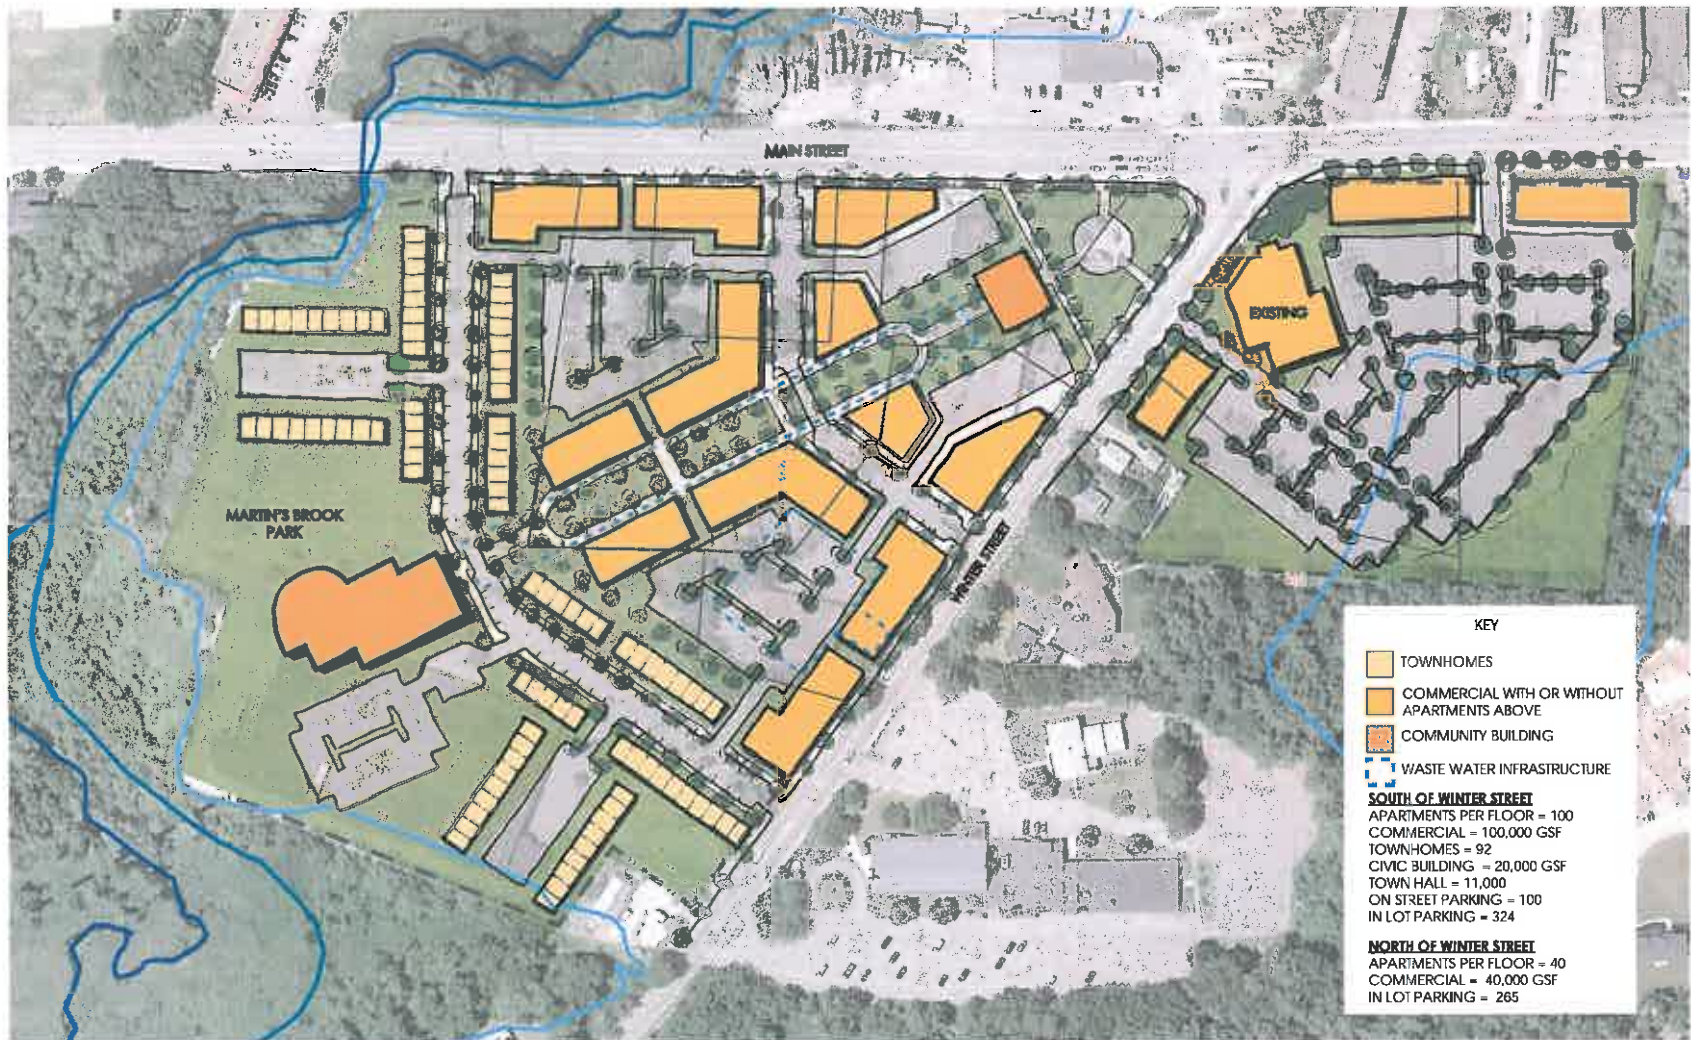 MAIN STREET
EXISTING
MARTIN'S BROOK
PARK
WINTER STREET
KEY
TOWNHOMES
COMMERCIAL WITH OR WITHOUT
APARTMENTS ABOVE
COMMUNITY BUILDING
WASTE WATER INFRASTRUCTURE
SOUTH OF WINTER STREET
APARTMENTS PER FLOOR = 100
COMMERCIAL = 100,000 GSF
TOWNHOMES = 92
CIVIC BUILDING = 20,000 GSF
TOWN HALL = 11,000
ON STREET PARKING = 100
IN LOT PARKING = 324
NORTH OF WINTER STREET
APARTMENTS PER FLOOR = 40
COMMERCIAL = 40,000 GSF
IN LOT PARKING = 265